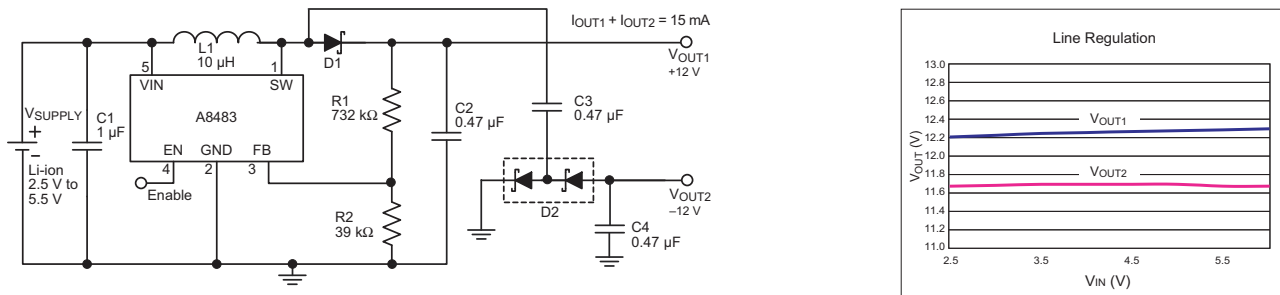 IOUT1 + IOUT2 = 15 mA
L1
10 µH
D1
VOUT1
+12 V
5
1
VIN
SW
VSUPPLY
+
–
C1
1 µF
A8483
R1
732 kΩ
C2
0.47 µF
C3
0.47 µF
EN
GND
FB
4
2
3
Li-ion
2.5 V to
5.5 V
Enable
R2
39 kΩ
D2
VOUT2
–12 V
C4
0.47 µF
Line Regulation
VOUT (V)
13.0
12.8
12.6
12.4
12.2
12.0
11.8
11.6
11.4
11.2
11.0
VOUT1
VOUT2
2.5
3.5
4.5
5.5
VIN (V)